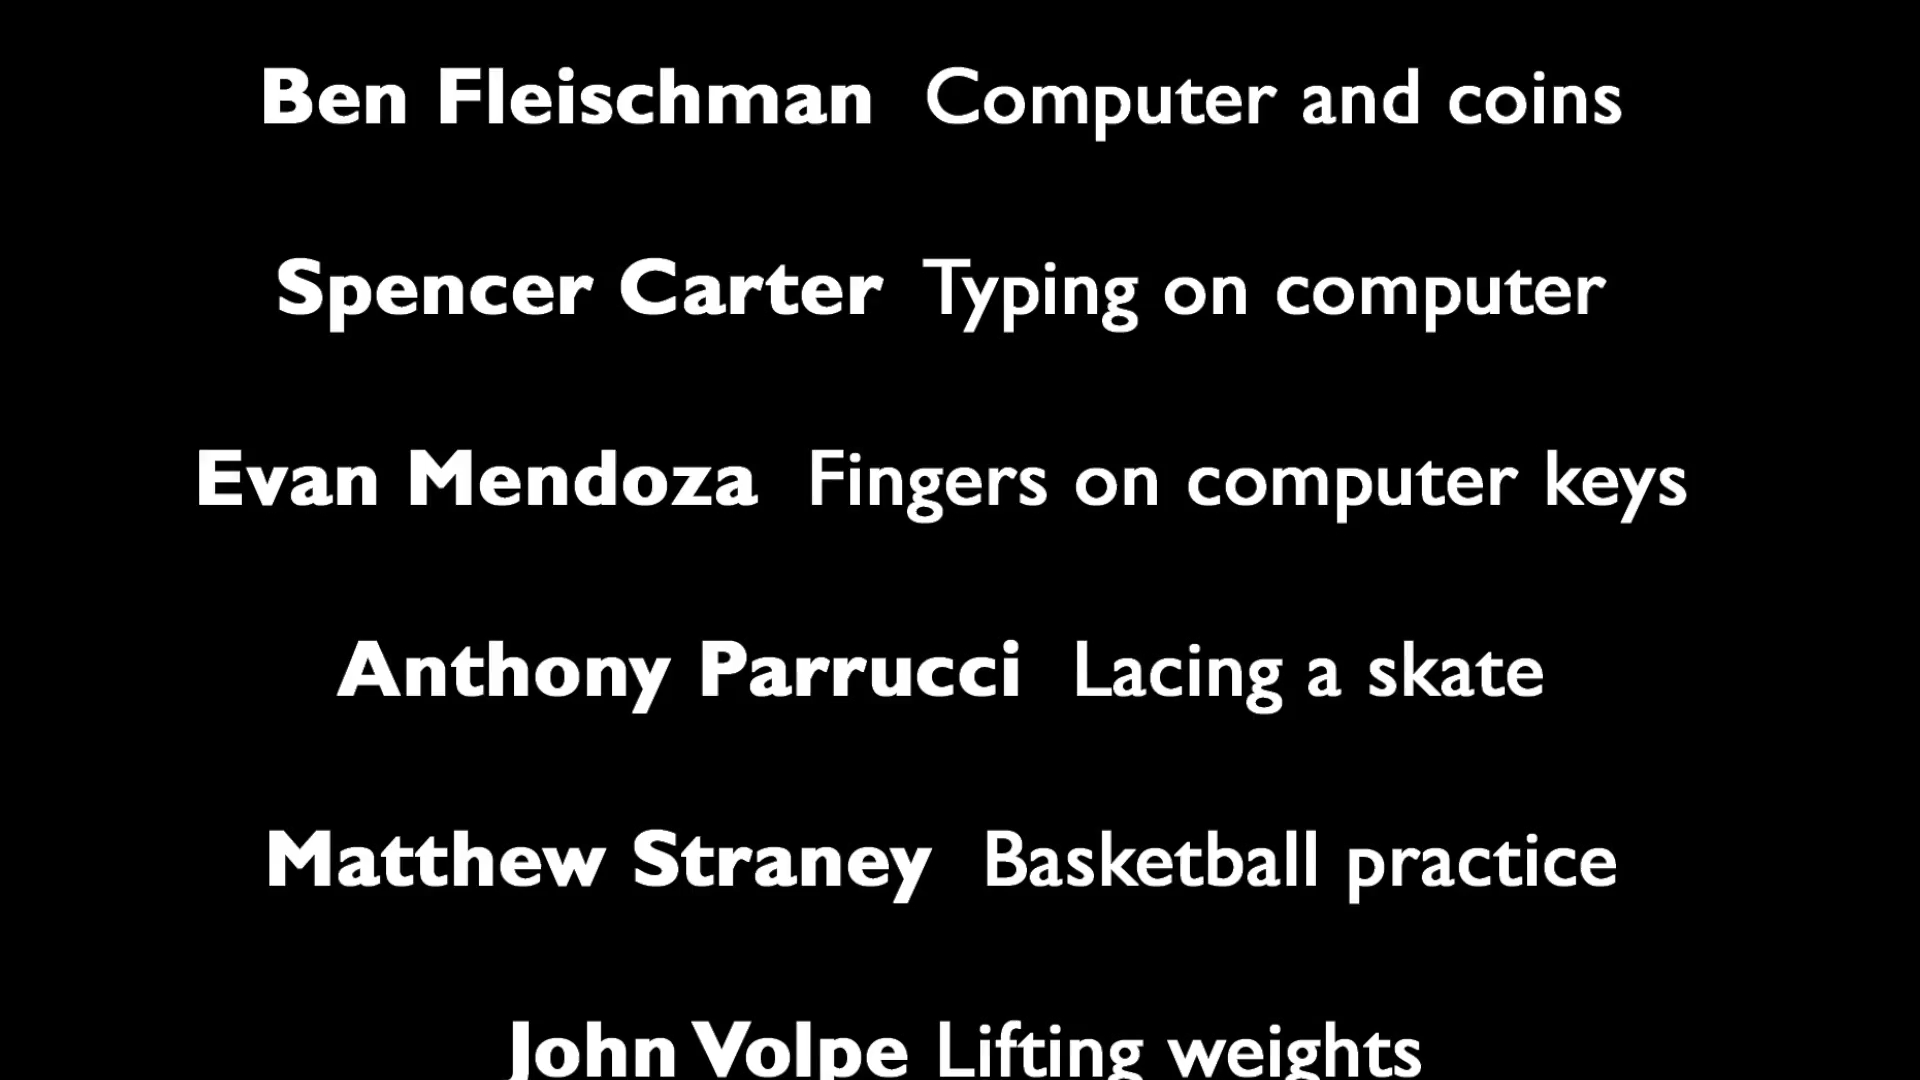 Ben Fleischman Computer and coins
Spencer Carter Typing on computer
Evan Mendoza Fingers on computer keys
Anthony Parrucci Lacing a skate
Matthew Straney Basketball practice
John Volpe Lifting weights